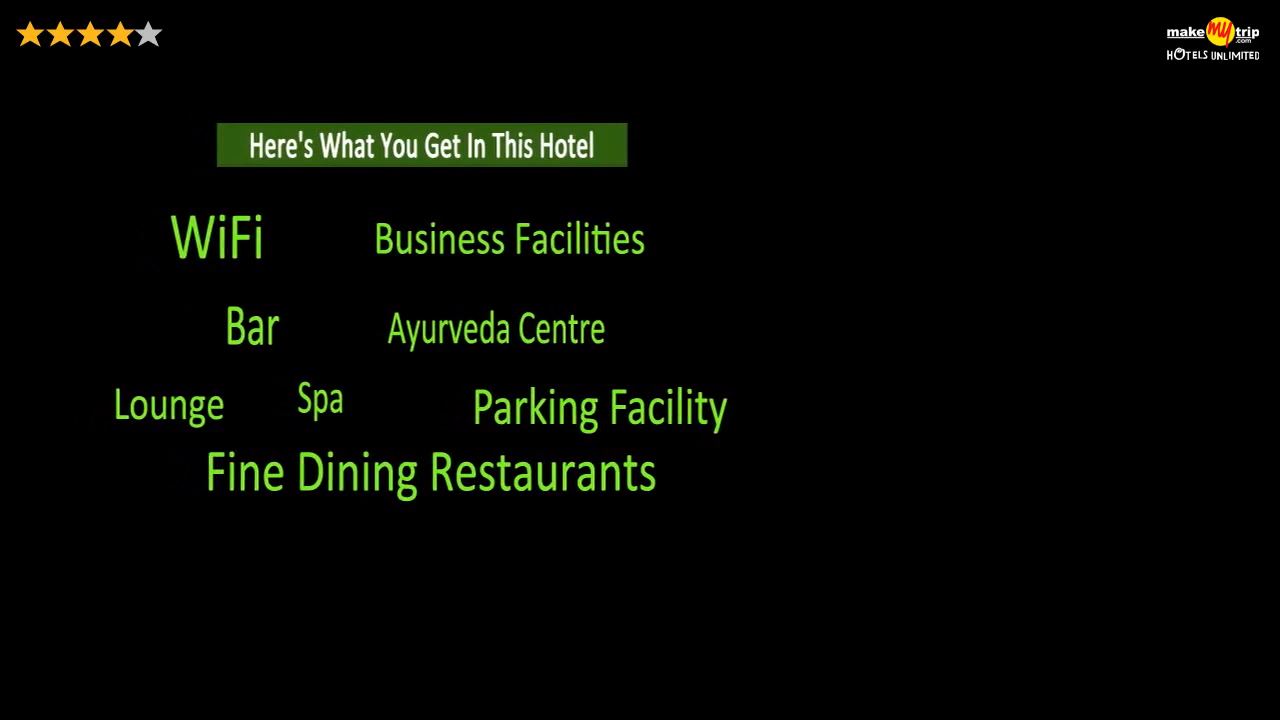 make my trip
.com
HOTELS UNLIMITED
Here's What You Get In This Hotel
WiFi Business Facilities
Bar Ayurveda Centre
Lounge Spa Parking Facility
Fine Dining Restaurants